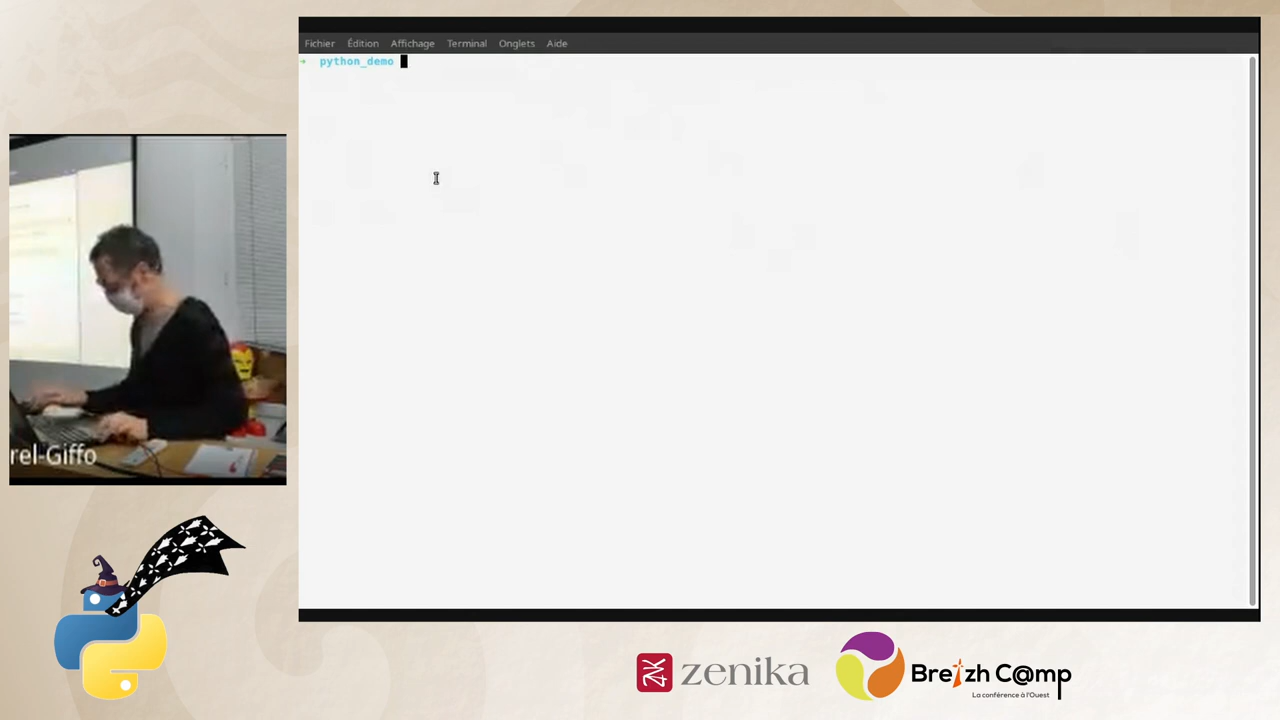 Fichier Édition Affichage Terminal Onglets Aide
→ python_demo
rel-Giffo
zenika
Breizh C@mp
La conférence à l'Ouest